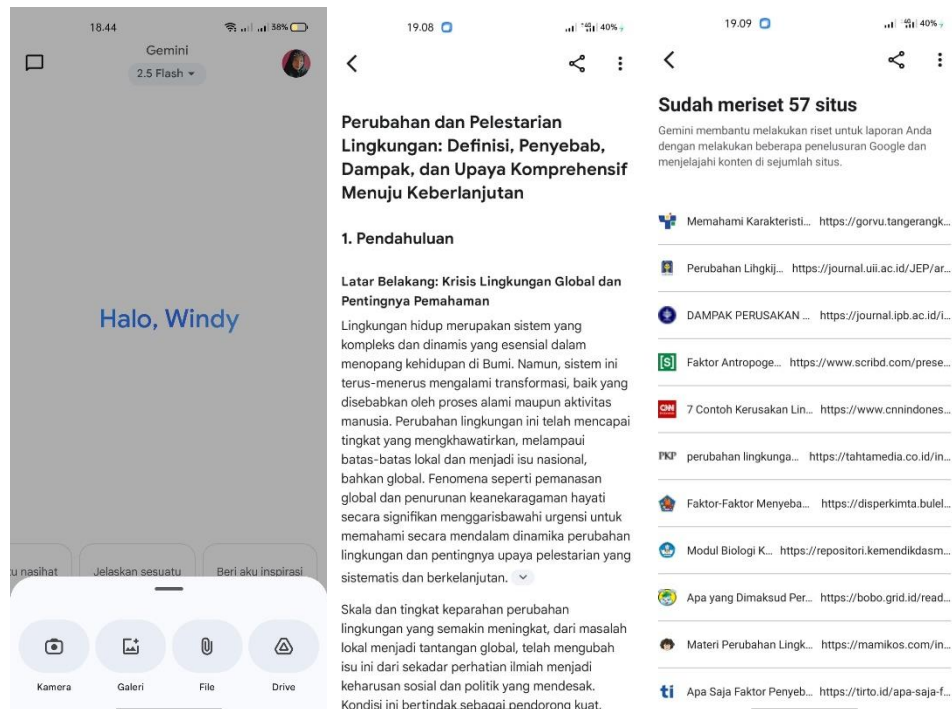 18.44
38%
Gemini
2.5 Flash
Halo, Windy
nasihat
Jelaskan sesuatu
Beri aku inspirasi
Kamera
Galeri
File
Drive
19.08
40%
Perubahan dan Pelestarian
Lingkungan: Definisi, Penyebab,
Dampak, dan Upaya Komprehensif
Menuju Keberlanjutan
1. Pendahuluan
Latar Belakang: Krisis Lingkungan Global dan
Pentingnya Pemahaman
Lingkungan hidup merupakan sistem yang
kompleks dan dinamis yang esensial dalam
menopang kehidupan di Bumi. Namun, sistem ini
terus-menerus mengalami transformasi, baik yang
disebabkan oleh proses alami maupun aktivitas
manusia. Perubahan lingkungan ini telah mencapai
tingkat yang mengkhawatirkan, melampaui
batas-batas lokal dan menjadi isu nasional,
bahkan global. Fenomena seperti pemanasan
global dan penurunan keanekaragaman hayati
secara signifikan menggarisbawahi urgensi untuk
memahami secara mendalam dinamika perubahan
lingkungan dan pentingnya upaya pelestarian yang
sistematis dan berkelanjutan.
Skala dan tingkat keparahan perubahan
lingkungan yang semakin meningkat, dari masalah
lokal menjadi tantangan global, telah mengubah
isu ini dari sekadar perhatian ilmiah menjadi
keharusan sosial dan politik yang mendesak.
Kondisi ini bertindak sebagai pendorong kuat,
19.09
40%
Sudah meriset 57 situs
Gemini membantu melakukan riset untuk laporan Anda
dengan melakukan beberapa penelusuran Google dan
menjelajahi konten di sejumlah situs.
Memahami Karakteristi... https://gorvu.tangerangk...
Perubahan Lihgkij... https://journal.uii.ac.id/JEP/ar...
DAMPAK PERUSAKAN ... https://journal.ipb.ac.id/i...
[S] Faktor Antropoge... https://www.scribd.com/prese...
CNN 7 Contoh Kerusakan Lin... https://www.cnnindones...
PKP perubahan lingkunga... https://tahtamedia.co.id/in...
Faktor-Faktor Menyeba... https://disperkimta.bulel...
Modul Biologi K... https://repositori.kemendikdasm...
Apa yang Dimaksud Per... https://bobo.grid.id/read...
Materi Perubahan Lingk... https://mamikos.com/in...
ti Apa Saja Faktor Penyeb... https://tirto.id/apa-saja-f...